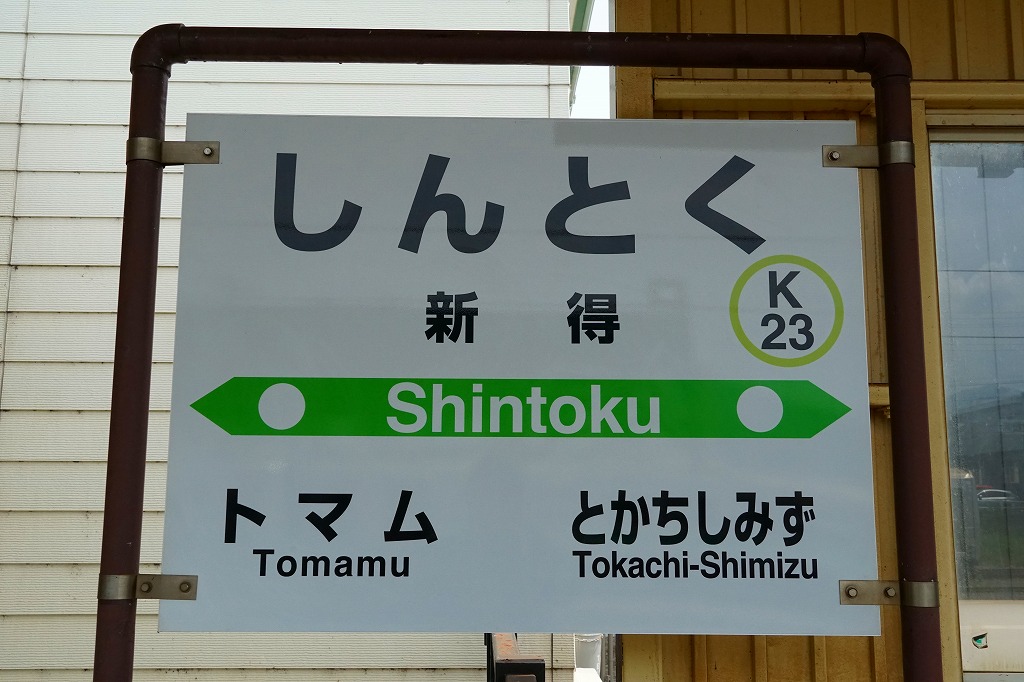 しんとく
新得
K
23
Shintoku
トマム
Tomamu
とかちしみず
Tokachi-Shimizu